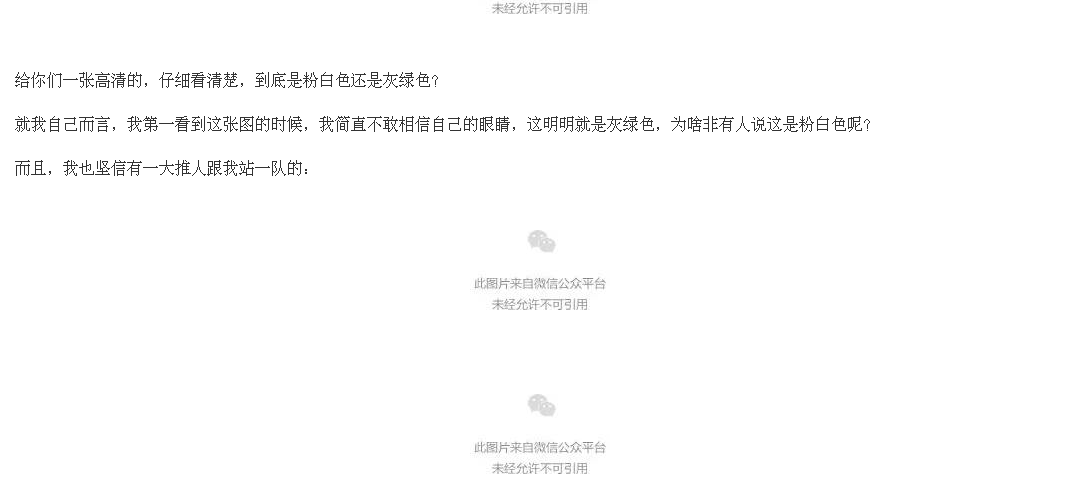 未经允许不可引用
给你们一张高清的，仔细看清楚，到底是粉白色还是灰绿色？
就我自己而言，我第一看到这张图的时候，我简直不敢相信自己的眼睛，这明明就是灰绿色，为啥非有人说这是粉白色呢？
而且，我也坚信有一大推人跟我站一队的：
此图片来自微信公众平台
未经允许不可引用
此图片来自微信公众平台
未经允许不可引用